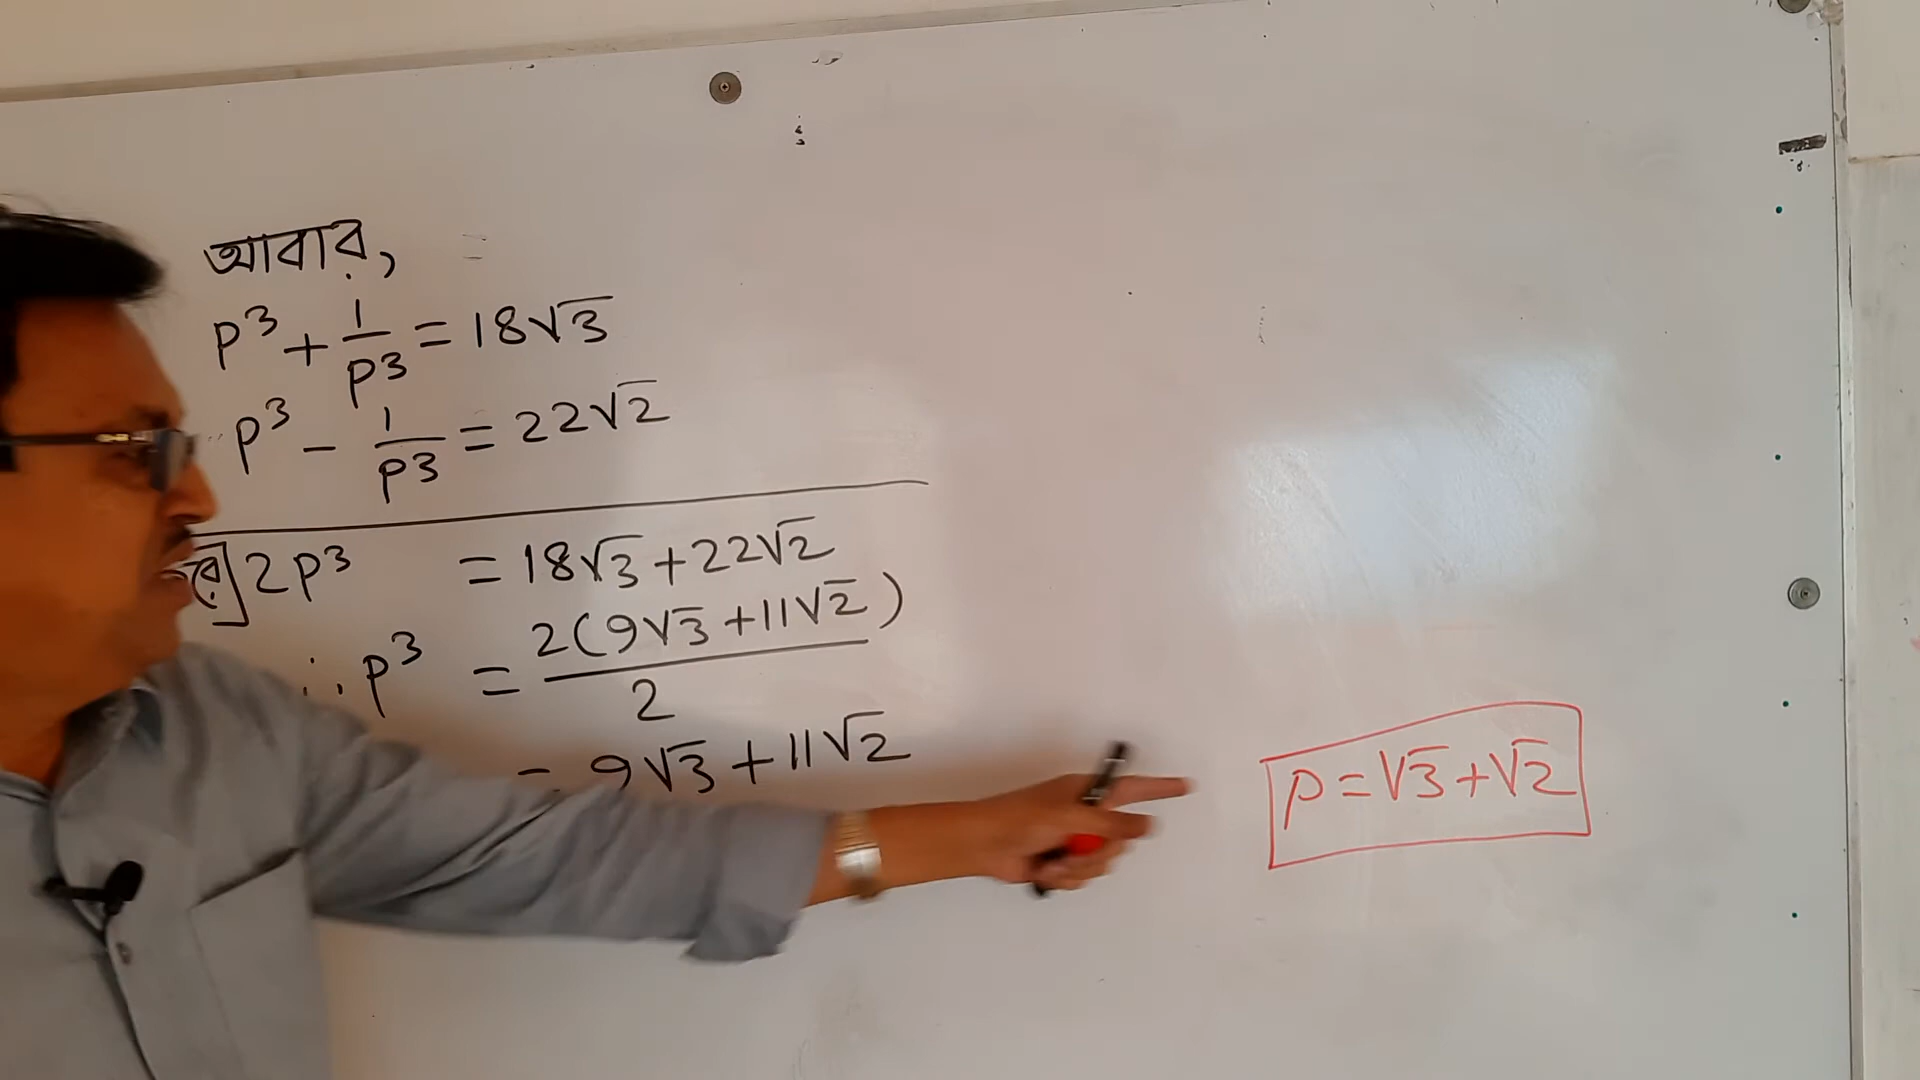 আবার,
p³ + 1/p³ = 18√3
p³ - 1/p³ = 22√2
রে] 2p³ = 18√3 + 22√2
∴ p³ = 2(9√3 + 11√2)/2
= 9√3 + 11√2
p = √3 + √2